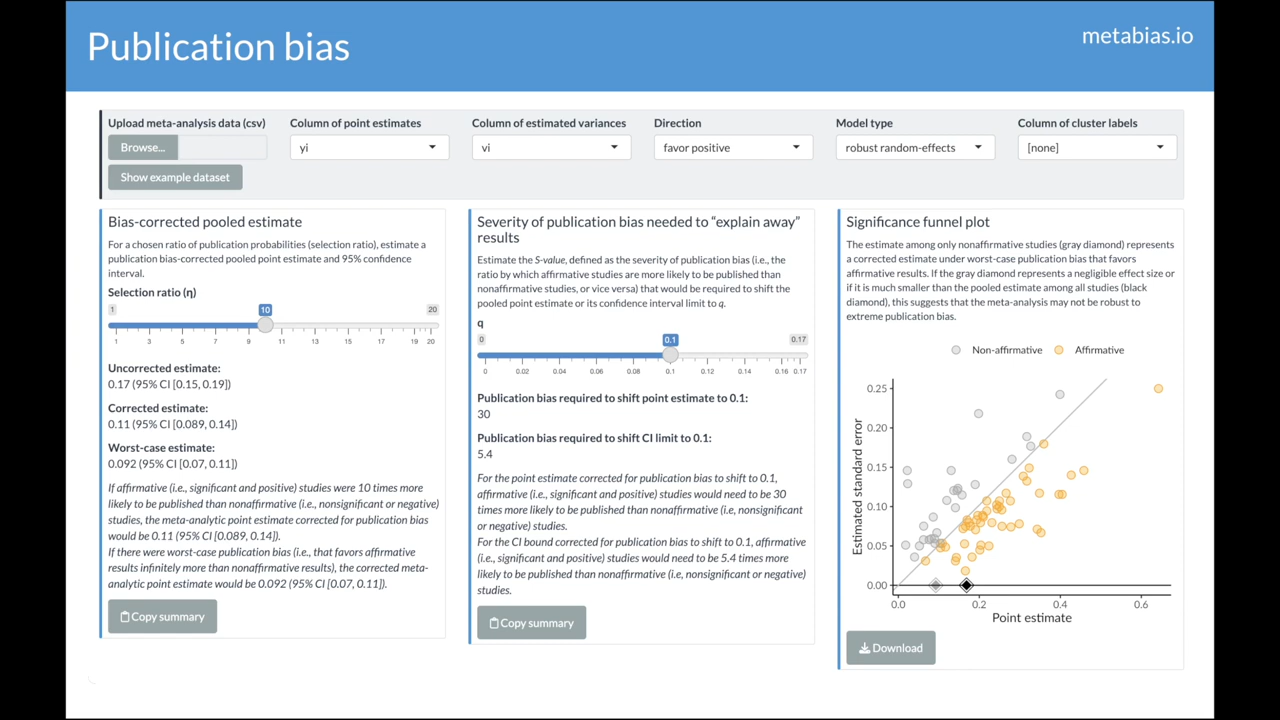 Publication bias
metabias.io
Upload meta-analysis data (csv)
Browse...
Show example dataset
Column of point estimates
yi
Column of estimated variances
vi
Direction
favor positive
Model type
robust random-effects
Column of cluster labels
[none]
Bias-corrected pooled estimate
For a chosen ratio of publication probabilities (selection ratio), estimate a
publication bias-corrected pooled point estimate and 95% confidence
interval.
Selection ratio (η)
1 10 20
1 3 5 7 9 11 13 15 17 19 20
Uncorrected estimate:
0.17 (95% CI [0.15, 0.19])
Corrected estimate:
0.11 (95% CI [0.089, 0.14])
Worst-case estimate:
0.092 (95% CI [0.07, 0.11])
If affirmative (i.e., significant and positive) studies were 10 times more
likely to be published than nonaffirmative (i.e., nonsignificant or negative)
studies, the meta-analytic point estimate corrected for publication bias
would be 0.11 (95% CI [0.089, 0.14]).
If there were worst-case publication bias (i.e., that favors affirmative
results infinitely more than nonaffirmative results), the corrected meta-
analytic point estimate would be 0.092 (95% CI [0.07, 0.11]).
Copy summary
Severity of publication bias needed to “explain away”
results
Estimate the S-value, defined as the severity of publication bias (i.e., the
ratio by which affirmative studies are more likely to be published than
nonaffirmative studies, or vice versa) that would be required to shift the
pooled point estimate or its confidence interval limit to q.
q
0 0.1 0.17
0 0.02 0.04 0.06 0.08 0.1 0.12 0.14 0.16 0.17
Publication bias required to shift point estimate to 0.1:
30
Publication bias required to shift CI limit to 0.1:
5.4
For the point estimate corrected for publication bias to shift to 0.1,
affirmative (i.e., significant and positive) studies would need to be 30
times more likely to be published than nonaffirmative (i.e, nonsignificant
or negative) studies.
For the CI bound corrected for publication bias to shift to 0.1, affirmative
(i.e., significant and positive) studies would need to be 5.4 times more
likely to be published than nonaffirmative (i.e, nonsignificant or negative)
studies.
Copy summary
Significance funnel plot
The estimate among only nonaffirmative studies (gray diamond) represents
a corrected estimate under worst-case publication bias that favors
affirmative results. If the gray diamond represents a negligible effect size or
if it is much smaller than the pooled estimate among all studies (black
diamond), this suggests that the meta-analysis may not be robust to
extreme publication bias.
Non-affirmative Affirmative
Estimated standard error
0.25
0.20
0.15
0.10
0.05
0.00
0.0 0.2 0.4 0.6
Point estimate
Download